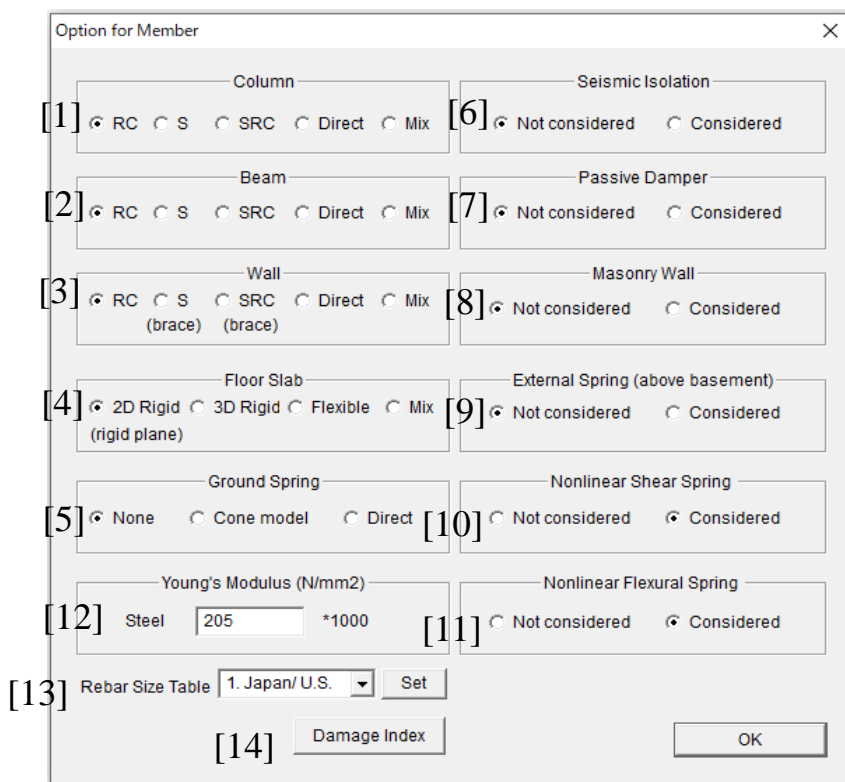 Option for Member
Column
[1] RC S SRC Direct Mix
Seismic Isolation
[6] Not considered Considered
Beam
[2] RC S SRC Direct Mix
Passive Damper
[7] Not considered Considered
Wall
[3] RC S SRC Direct Mix
(brace) (brace)
Masonry Wall
[8] Not considered Considered
Floor Slab
[4] 2D Rigid 3D Rigid Flexible Mix
(rigid plane)
External Spring (above basement)
[9] Not considered Considered
Ground Spring
[5] None Cone model Direct
Nonlinear Shear Spring
[10] Not considered Considered
Young's Modulus (N/mm2)
[12] Steel 205 *1000
Nonlinear Flexural Spring
[11] Not considered Considered
[13] Rebar Size Table 1. Japan/ U.S. Set
[14] Damage Index
OK